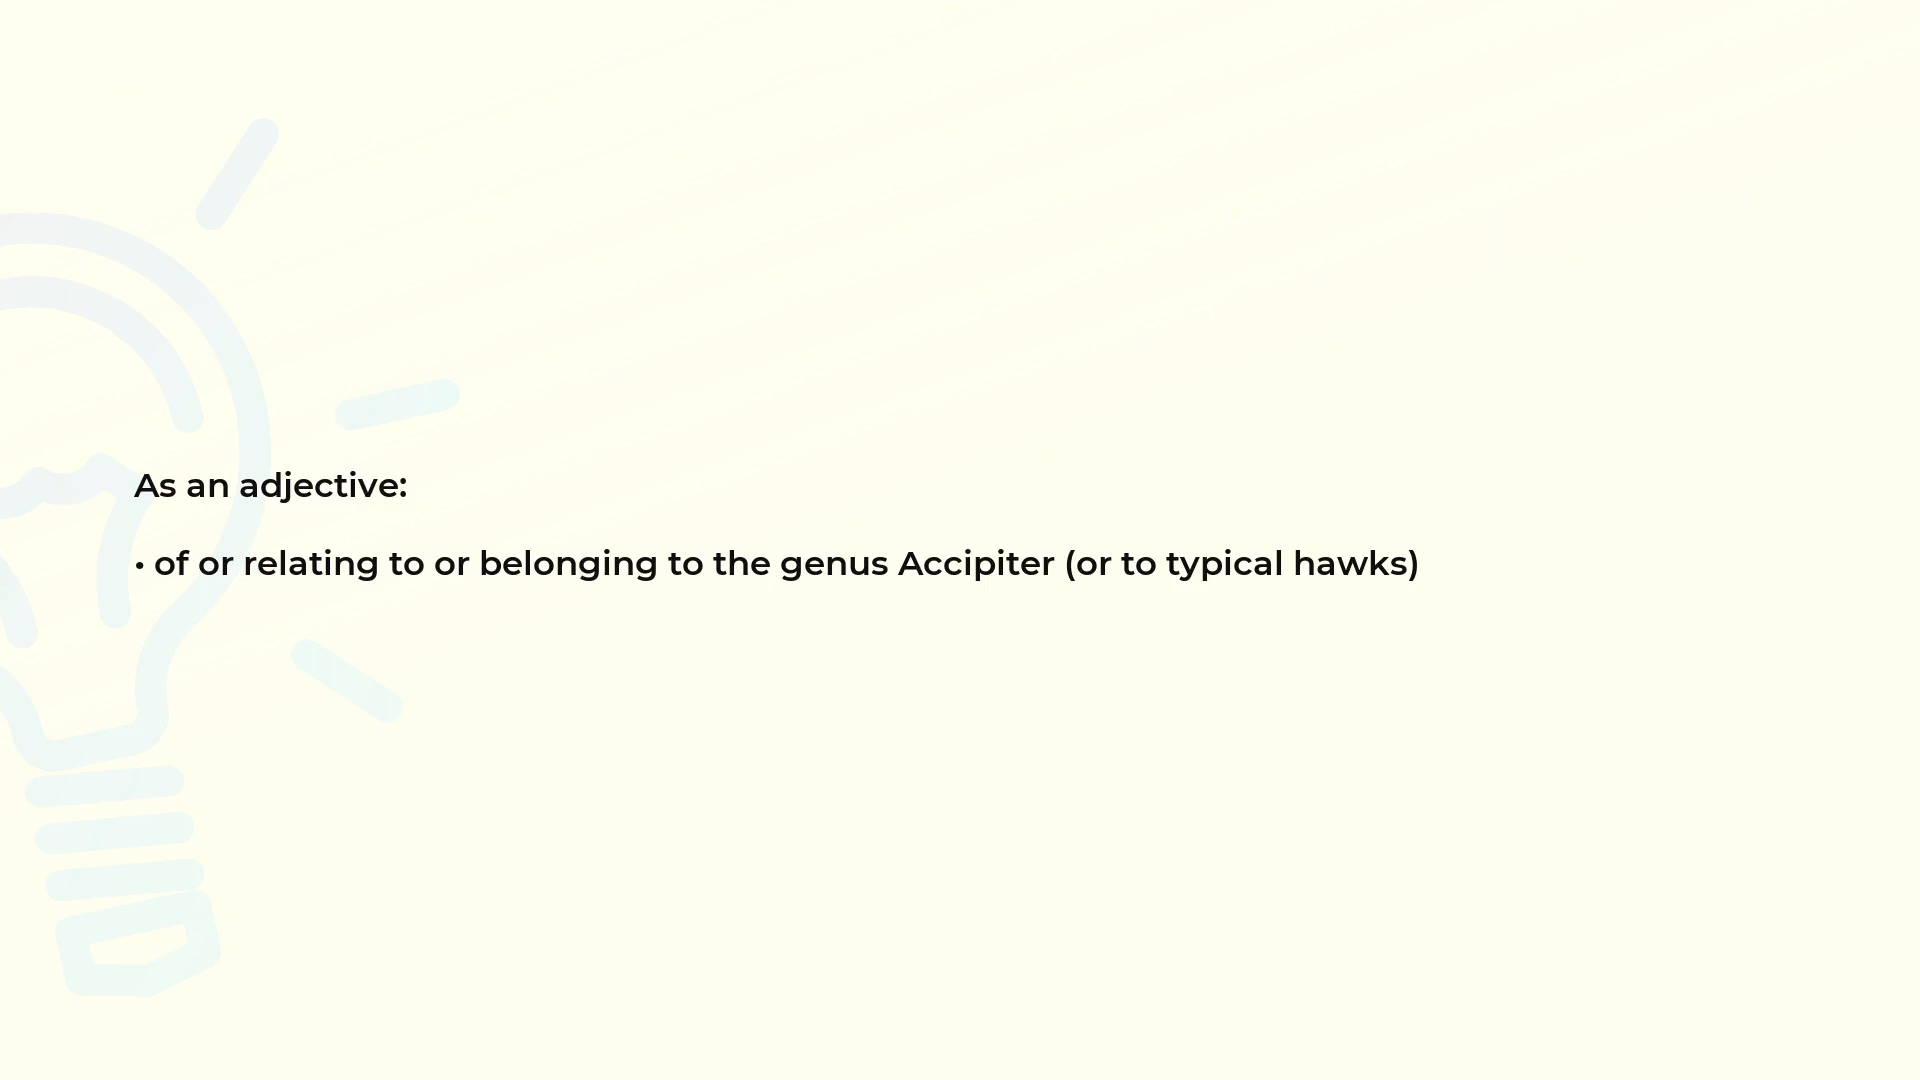 As an adjective:
• of or relating to or belonging to the genus Accipiter (or to typical hawks)